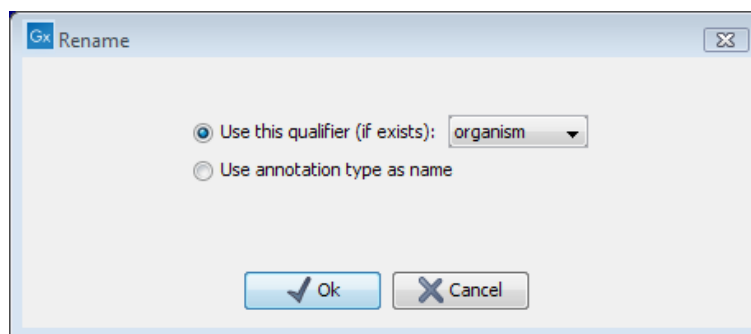 Gx Rename
Use this qualifier (if exists): organism
Use annotation type as name
Ok Cancel